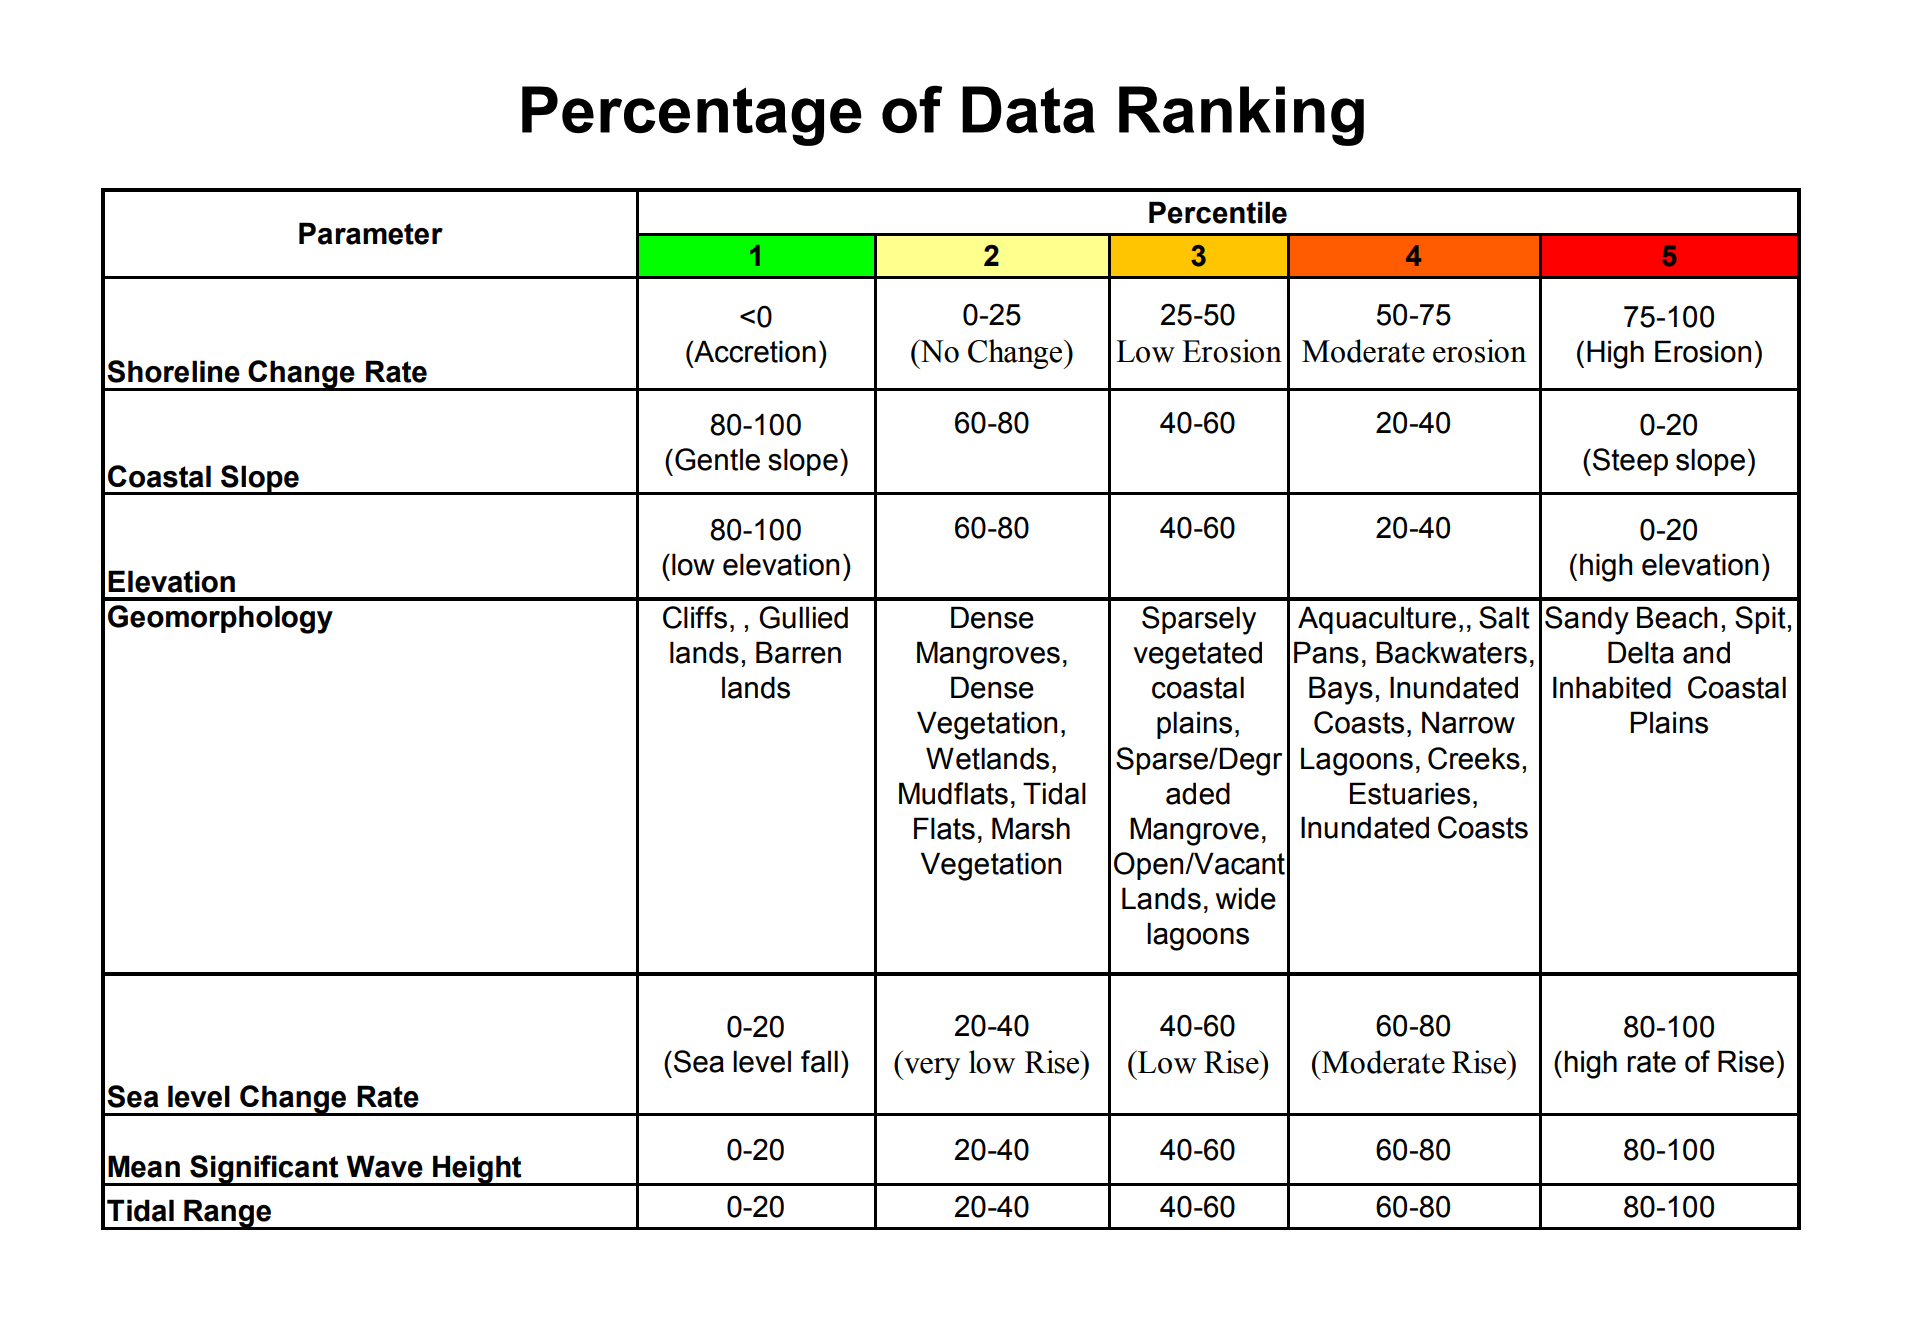 Percentage of Data Ranking
Parameter
Percentile
1
2
3
4
5
Shoreline Change Rate
<0
(Accretion)
0-25
(No Change)
25-50
Low Erosion
50-75
Moderate erosion
75-100
(High Erosion)
Coastal Slope
80-100
(Gentle slope)
60-80
40-60
20-40
0-20
(Steep slope)
Elevation
80-100
(low elevation)
60-80
40-60
20-40
0-20
(high elevation)
Geomorphology
Cliffs, , Gullied
lands, Barren
lands
Dense
Mangroves,
Dense
Vegetation,
Wetlands,
Mudflats, Tidal
Flats, Marsh
Vegetation
Sparsely
vegetated
coastal
plains,
Sparse/Degr
aded
Mangrove,
Open/Vacant
Lands, wide
lagoons
Aquaculture,, Salt
Pans, Backwaters,
Bays, Inundated
Coasts, Narrow
Lagoons, Creeks,
Estuaries,
Inundated Coasts
Sandy Beach, Spit,
Delta and
Inhabited  Coastal
Plains
Sea level Change Rate
0-20
(Sea level fall)
20-40
(very low Rise)
40-60
(Low Rise)
60-80
(Moderate Rise)
80-100
(high rate of Rise)
Mean Significant Wave Height
0-20
20-40
40-60
60-80
80-100
Tidal Range
0-20
20-40
40-60
60-80
80-100